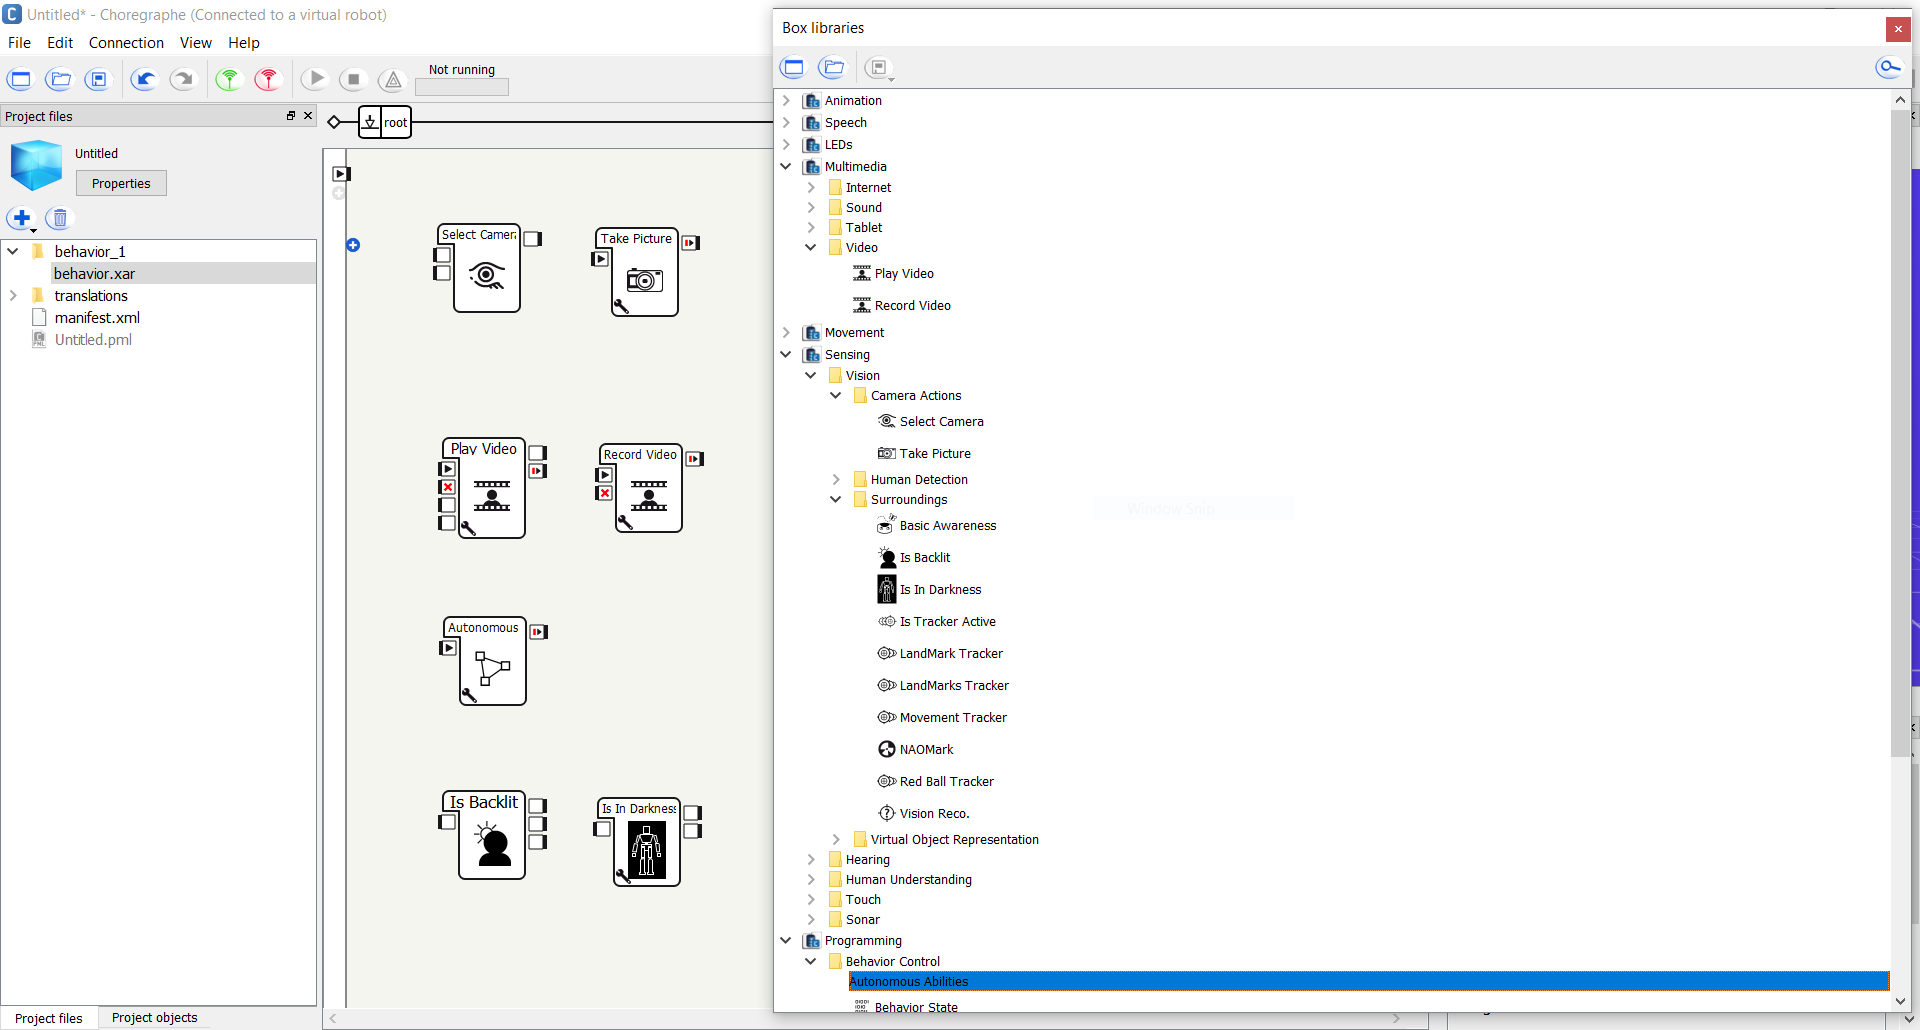 Untitled* - Choregraphe (Connected to a virtual robot)
File Edit Connection View Help
Not running
Project files
Untitled
Properties
behavior_1
behavior.xar
translations
manifest.xml
Untitled.pml
Project files
Project objects
root
Select Camera
Take Picture
Play Video
Record Video
Autonomous
Is Backlit
Is In Darkness
Box libraries
Animation
Speech
LEDs
Multimedia
Internet
Sound
Tablet
Video
Play Video
Record Video
Movement
Sensing
Vision
Camera Actions
Select Camera
Take Picture
Human Detection
Surroundings
Basic Awareness
Is Backlit
Is In Darkness
Is Tracker Active
LandMark Tracker
LandMarks Tracker
Movement Tracker
NAOMark
Red Ball Tracker
Vision Reco.
Virtual Object Representation
Hearing
Human Understanding
Touch
Sonar
Programming
Behavior Control
Autonomous Abilities
Behavior State
Window Snip